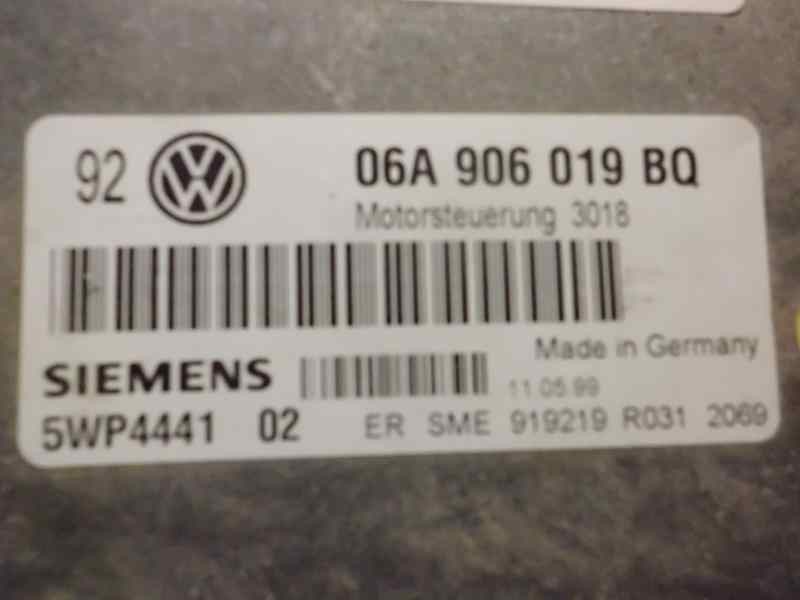 92 VW 06A 906 019 BQ
Motorsteuerung 3018
Made in Germany
SIEMENS 11.05.99
5WP4441 02 ER SME 919219 R031 2069